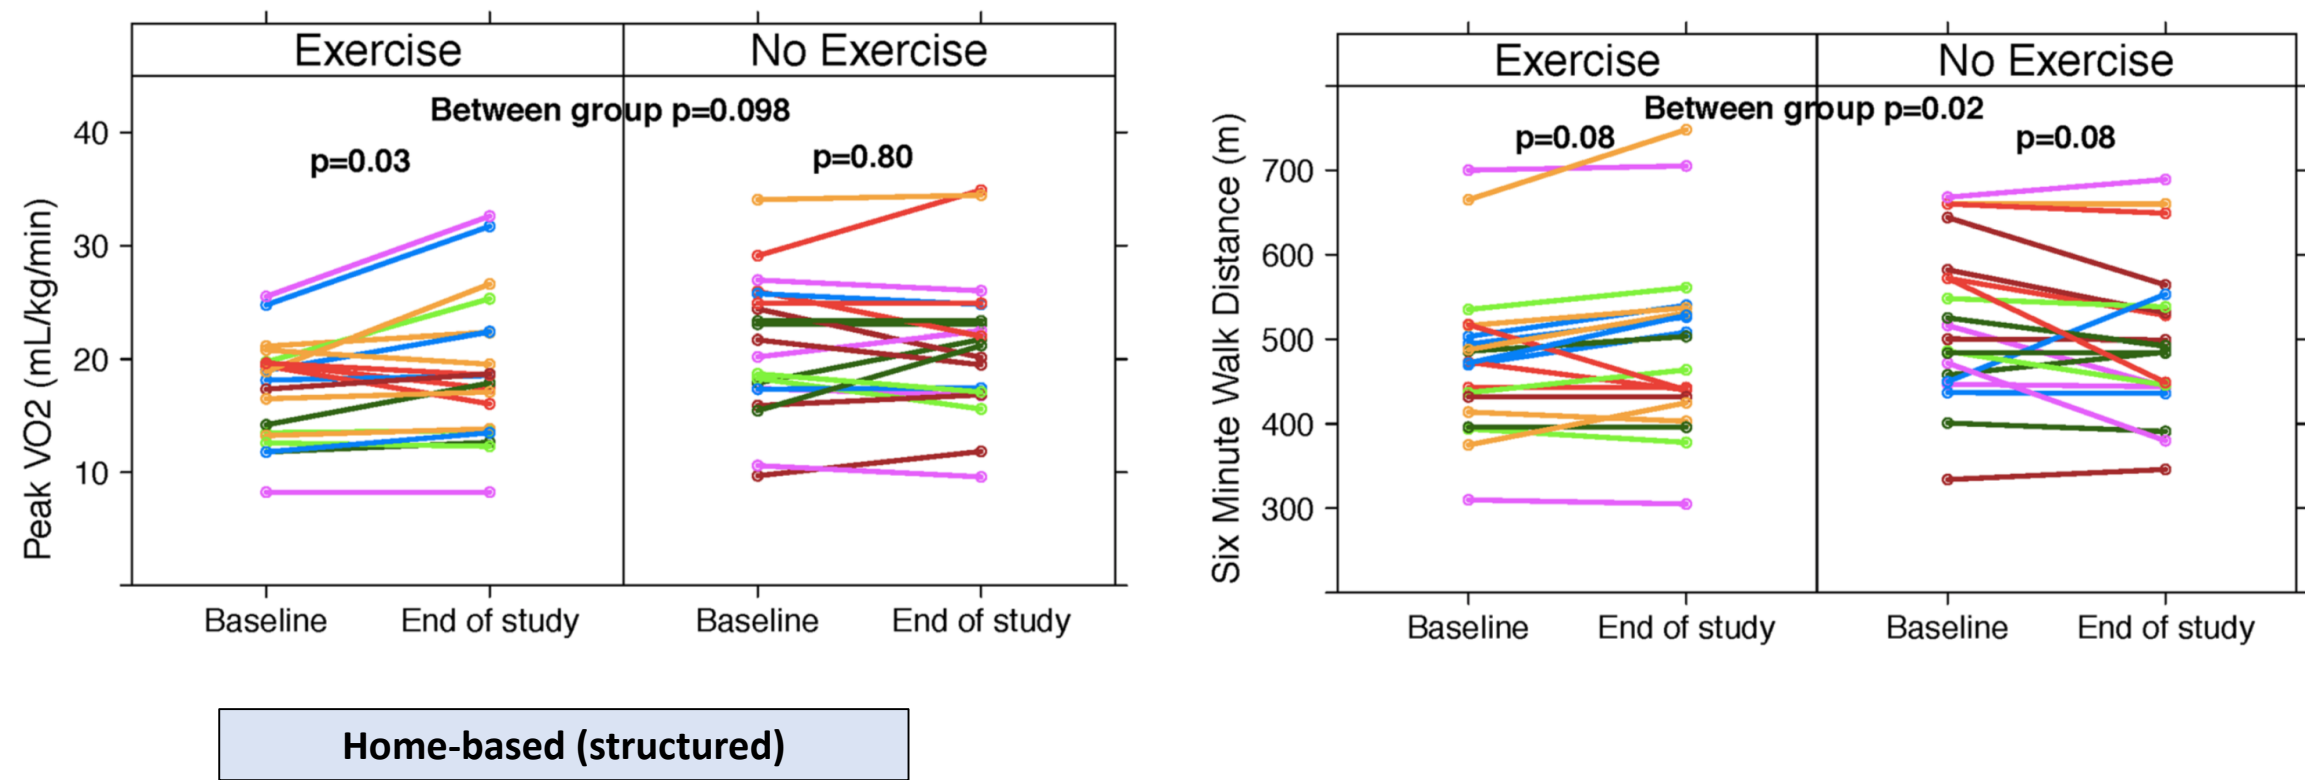 Exercise
No Exercise
Between group p=0.098
p=0.03
p=0.80
Peak VO2 (mL/kg/min)
40
30
20
10
Baseline
End of study
Baseline
End of study
Exercise
No Exercise
Between group p=0.02
p=0.08
p=0.08
Six Minute Walk Distance (m)
700
600
500
400
300
Baseline
End of study
Baseline
End of study
Home-based (structured)